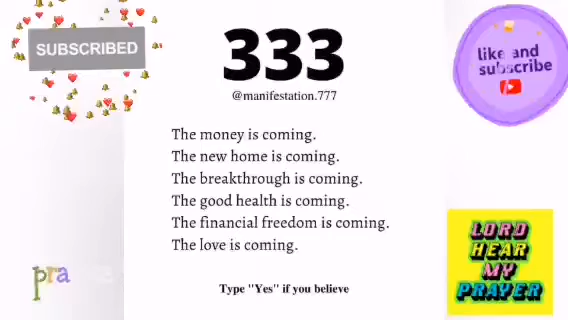 SUBSCRIBED
333
@manifestation.777
like and
subscribe
The money is coming.
The new home is coming.
The breakthrough is coming.
The good health is coming.
The financial freedom is coming.
The love is coming.
Type "Yes" if you believe
pra
LORD
HEAR
MY
PRAYER